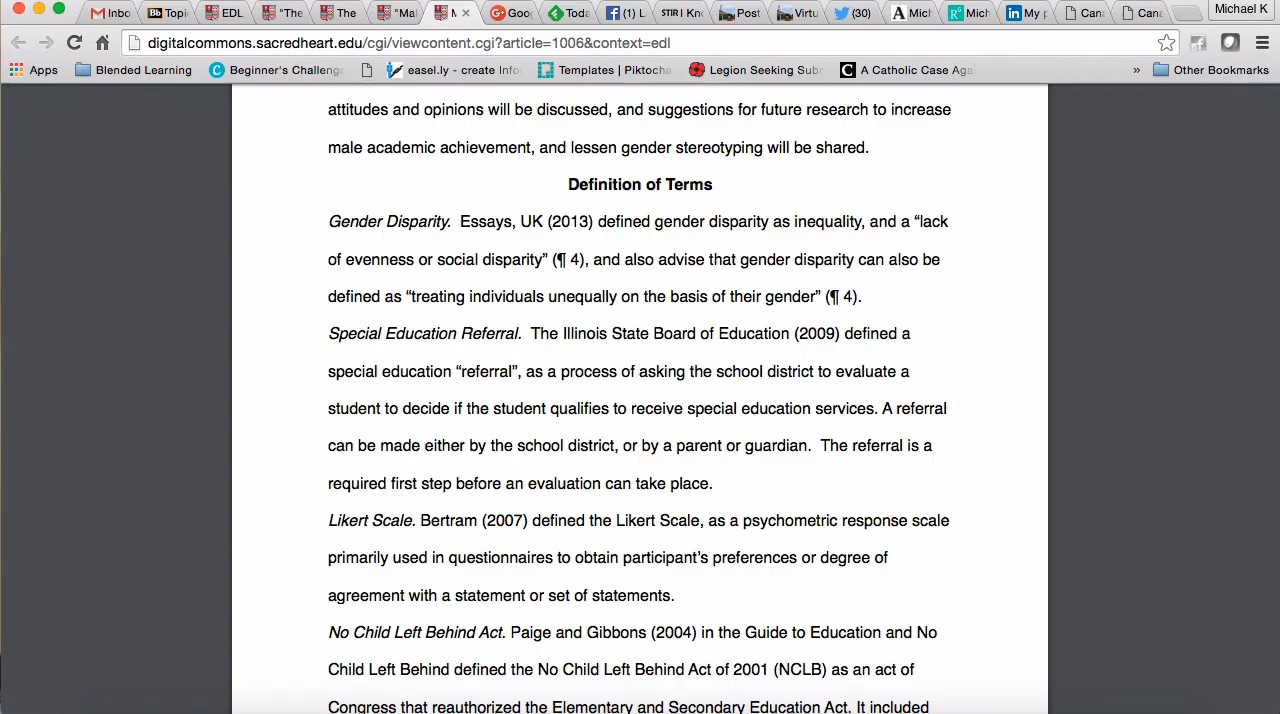 Inbo
Bb Topi
EDL
"The
The
"Mal
M
Goo
Toda
(1) L
STIR | Kn
Post
Virtu
(30)
A Mich
Mich
in My p
Cana
Cana
Michael K
digitalcommons.sacredheart.edu/cgi/viewcontent.cgi?article=1006&context=edl
Apps
Blended Learning
Beginner's Challeng
easel.ly - create Info
Templates | Piktocha
Legion Seeking Subm
A Catholic Case Aga
»
Other Bookmarks
attitudes and opinions will be discussed, and suggestions for future research to increase
male academic achievement, and lessen gender stereotyping will be shared.
Definition of Terms
Gender Disparity.  Essays, UK (2013) defined gender disparity as inequality, and a “lack
of evenness or social disparity” (¶ 4), and also advise that gender disparity can also be
defined as “treating individuals unequally on the basis of their gender” (¶ 4).
Special Education Referral.  The Illinois State Board of Education (2009) defined a
special education “referral”, as a process of asking the school district to evaluate a
student to decide if the student qualifies to receive special education services. A referral
can be made either by the school district, or by a parent or guardian.  The referral is a
required first step before an evaluation can take place.
Likert Scale. Bertram (2007) defined the Likert Scale, as a psychometric response scale
primarily used in questionnaires to obtain participant’s preferences or degree of
agreement with a statement or set of statements.
No Child Left Behind Act. Paige and Gibbons (2004) in the Guide to Education and No
Child Left Behind defined the No Child Left Behind Act of 2001 (NCLB) as an act of
Congress that reauthorized the Elementary and Secondary Education Act. It included